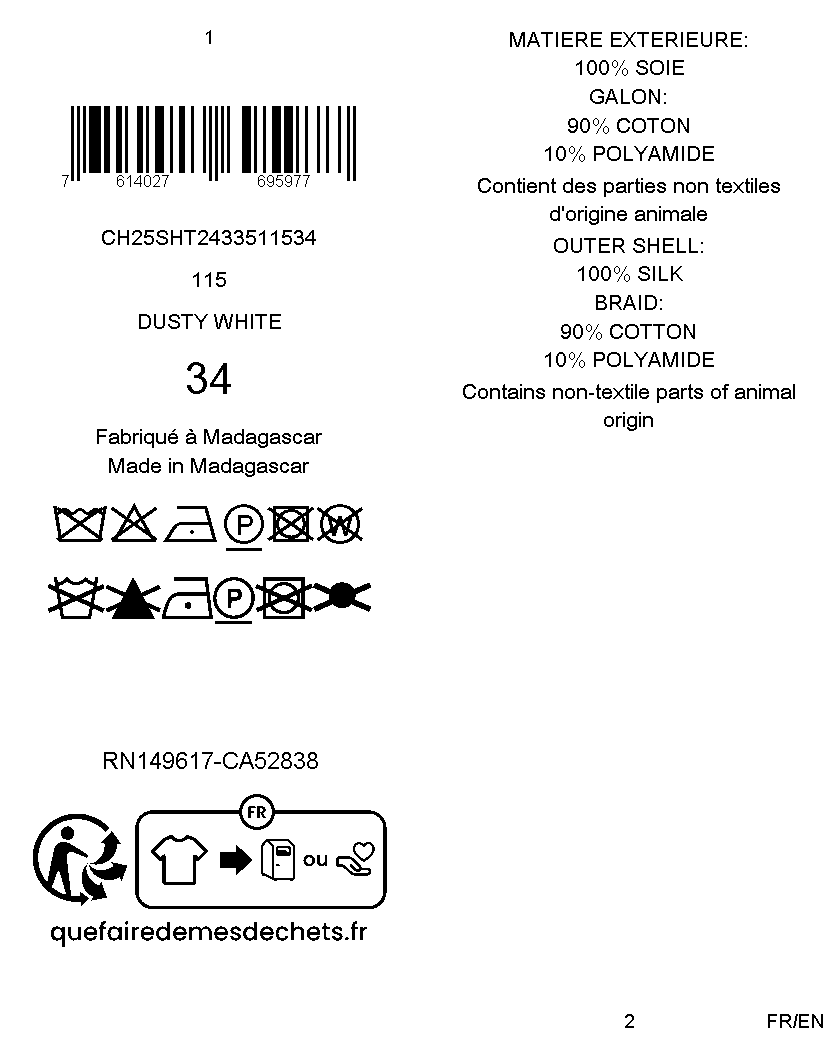 1
7 614027 695977
CH25SHT2433511534
115
DUSTY WHITE
34
Fabriqué à Madagascar
Made in Madagascar
P
W
P
RN149617-CA52838
FR
ou
quefairedemesdechets.fr
MATIERE EXTERIEURE:
100% SOIE
GALON:
90% COTON
10% POLYAMIDE
Contient des parties non textiles
d'origine animale
OUTER SHELL:
100% SILK
BRAID:
90% COTTON
10% POLYAMIDE
Contains non-textile parts of animal
origin
2
FR/EN